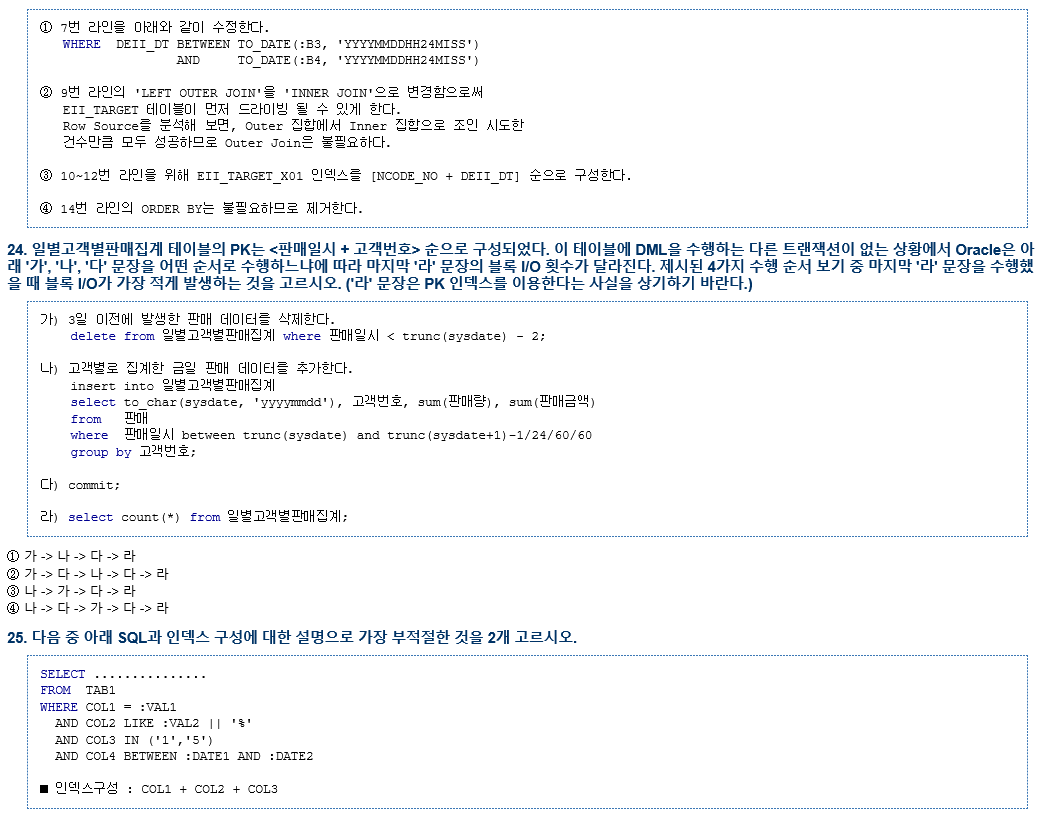 ① 7번 라인을 아래와 같이 수정한다.
WHERE DEII_DT BETWEEN TO_DATE(:B3, 'YYYYMMDDHH24MISS')
AND TO_DATE(:B4, 'YYYYMMDDHH24MISS')
② 9번 라인의 'LEFT OUTER JOIN'을 'INNER JOIN'으로 변경함으로써
EII_TARGET 테이블이 먼저 드라이빙 될 수 있게 한다.
Row Source를 분석해 보면, Outer 집합에서 Inner 집합으로 조인 시도한
건수만큼 모두 성공하므로 Outer Join은 불필요하다.
③ 10~12번 라인을 위해 EII_TARGET_X01 인덱스를 [NCODE_NO + DEII_DT] 순으로 구성한다.
④ 14번 라인의 ORDER BY는 불필요하므로 제거한다.
24. 일별고객별판매집계 테이블의 PK는 <판매일시 + 고객번호> 순으로 구성되었다. 이 테이블에 DML을 수행하는 다른 트랜잭션이 없는 상황에서 Oracle은 아
래 '가', '나', '다' 문장을 어떤 순서로 수행하느냐에 따라 마지막 '라' 문장의 블록 I/O 횟수가 달라진다. 제시된 4가지 수행 순서 보기 중 마지막 '라' 문장을 수행했
을 때 블록 I/O가 가장 적게 발생하는 것을 고르시오. ('라' 문장은 PK 인덱스를 이용한다는 사실을 상기하기 바란다.)
가) 3일 이전에 발생한 판매 데이터를 삭제한다.
delete from 일별고객별판매집계 where 판매일시 < trunc(sysdate) - 2;
나) 고객별로 집계한 금일 판매 데이터를 추가한다.
insert into 일별고객별판매집계
select to_char(sysdate, 'yyyymmdd'), 고객번호, sum(판매량), sum(판매금액)
from 판매
where 판매일시 between trunc(sysdate) and trunc(sysdate+1)-1/24/60/60
group by 고객번호;
다) commit;
라) select count(*) from 일별고객별판매집계;
① 가 -> 나 -> 다 -> 라
② 가 -> 다 -> 나 -> 다 -> 라
③ 나 -> 가 -> 다 -> 라
④ 나 -> 다 -> 가 -> 다 -> 라
25. 다음 중 아래 SQL과 인덱스 구성에 대한 설명으로 가장 부적절한 것을 2개 고르시오.
SELECT ...............
FROM TAB1
WHERE COL1 = :VAL1
AND COL2 LIKE :VAL2 || '%'
AND COL3 IN ('1','5')
AND COL4 BETWEEN :DATE1 AND :DATE2
■ 인덱스구성 : COL1 + COL2 + COL3